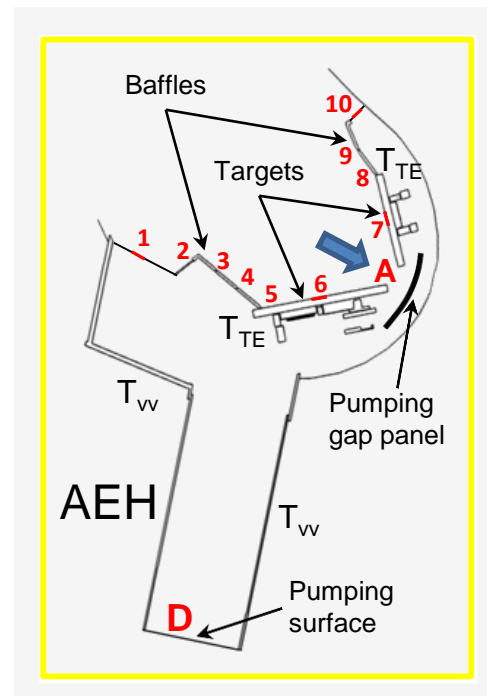 Baffles
10
T_TE
9
8
Targets
7
1
2
3
4
A
5
6
T_TE
T_vv
Pumping
gap panel
AEH
T_vv
D
Pumping
surface